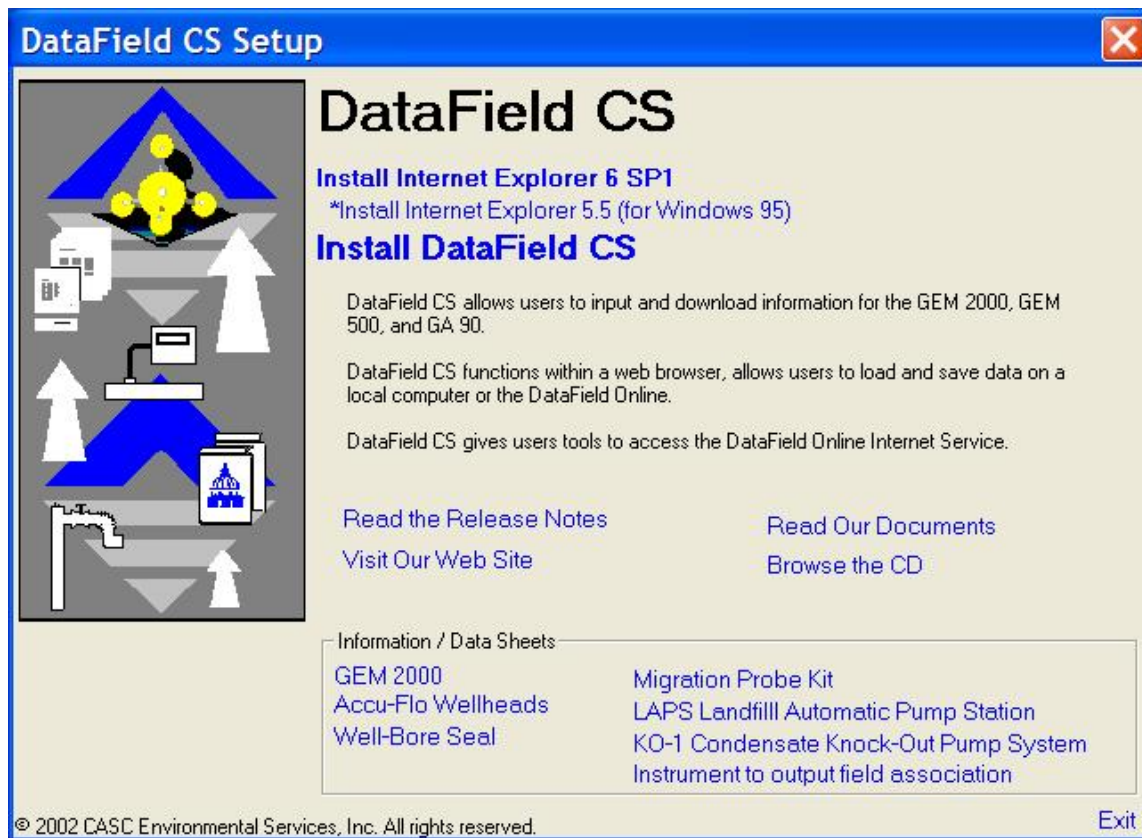 DataField CS Setup
DataField CS
Install Internet Explorer 6 SP1
*Install Internet Explorer 5.5 (for Windows 95)
Install DataField CS
DataField CS allows users to input and download information for the GEM 2000, GEM
500, and GA 90.
DataField CS functions within a web browser, allows users to load and save data on a
local computer or the DataField Online.
DataField CS gives users tools to access the DataField Online Internet Service.
Read the Release Notes
Read Our Documents
Visit Our Web Site
Browse the CD
Information / Data Sheets
GEM 2000
Accu-Flo Wellheads
Well-Bore Seal
Migration Probe Kit
LAPS Landfilll Automatic Pump Station
KO-1 Condensate Knock-Out Pump System
Instrument to output field association
© 2002 CASC Environmental Services, Inc. All rights reserved.
Exit